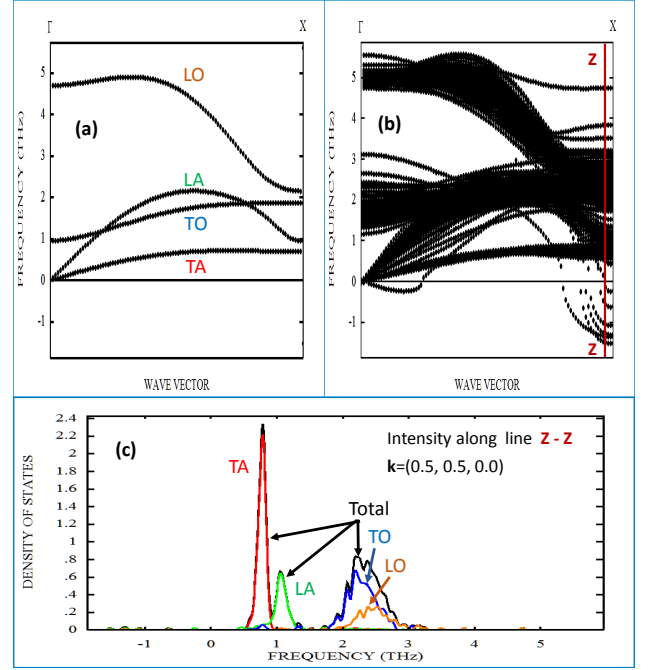 Γ X
5
4
3
2
1
0
-1
FREQUENCY (THz)
(a)
LO
LA
TO
TA
WAVE VECTOR
Γ X
5
4
3
2
1
0
-1
FREQUENCY (THz)
(b)
Z
Z
WAVE VECTOR
2.4
2.2
2
1.8
1.6
1.4
1.2
1
.8
.6
.4
.2
0
DENSITY OF STATES
(c)
Intensity along line Z - Z
k=(0.5, 0.5, 0.0)
TA
Total
TO
LO
LA
-1 0 1 2 3 4 5
FREQUENCY (THz)